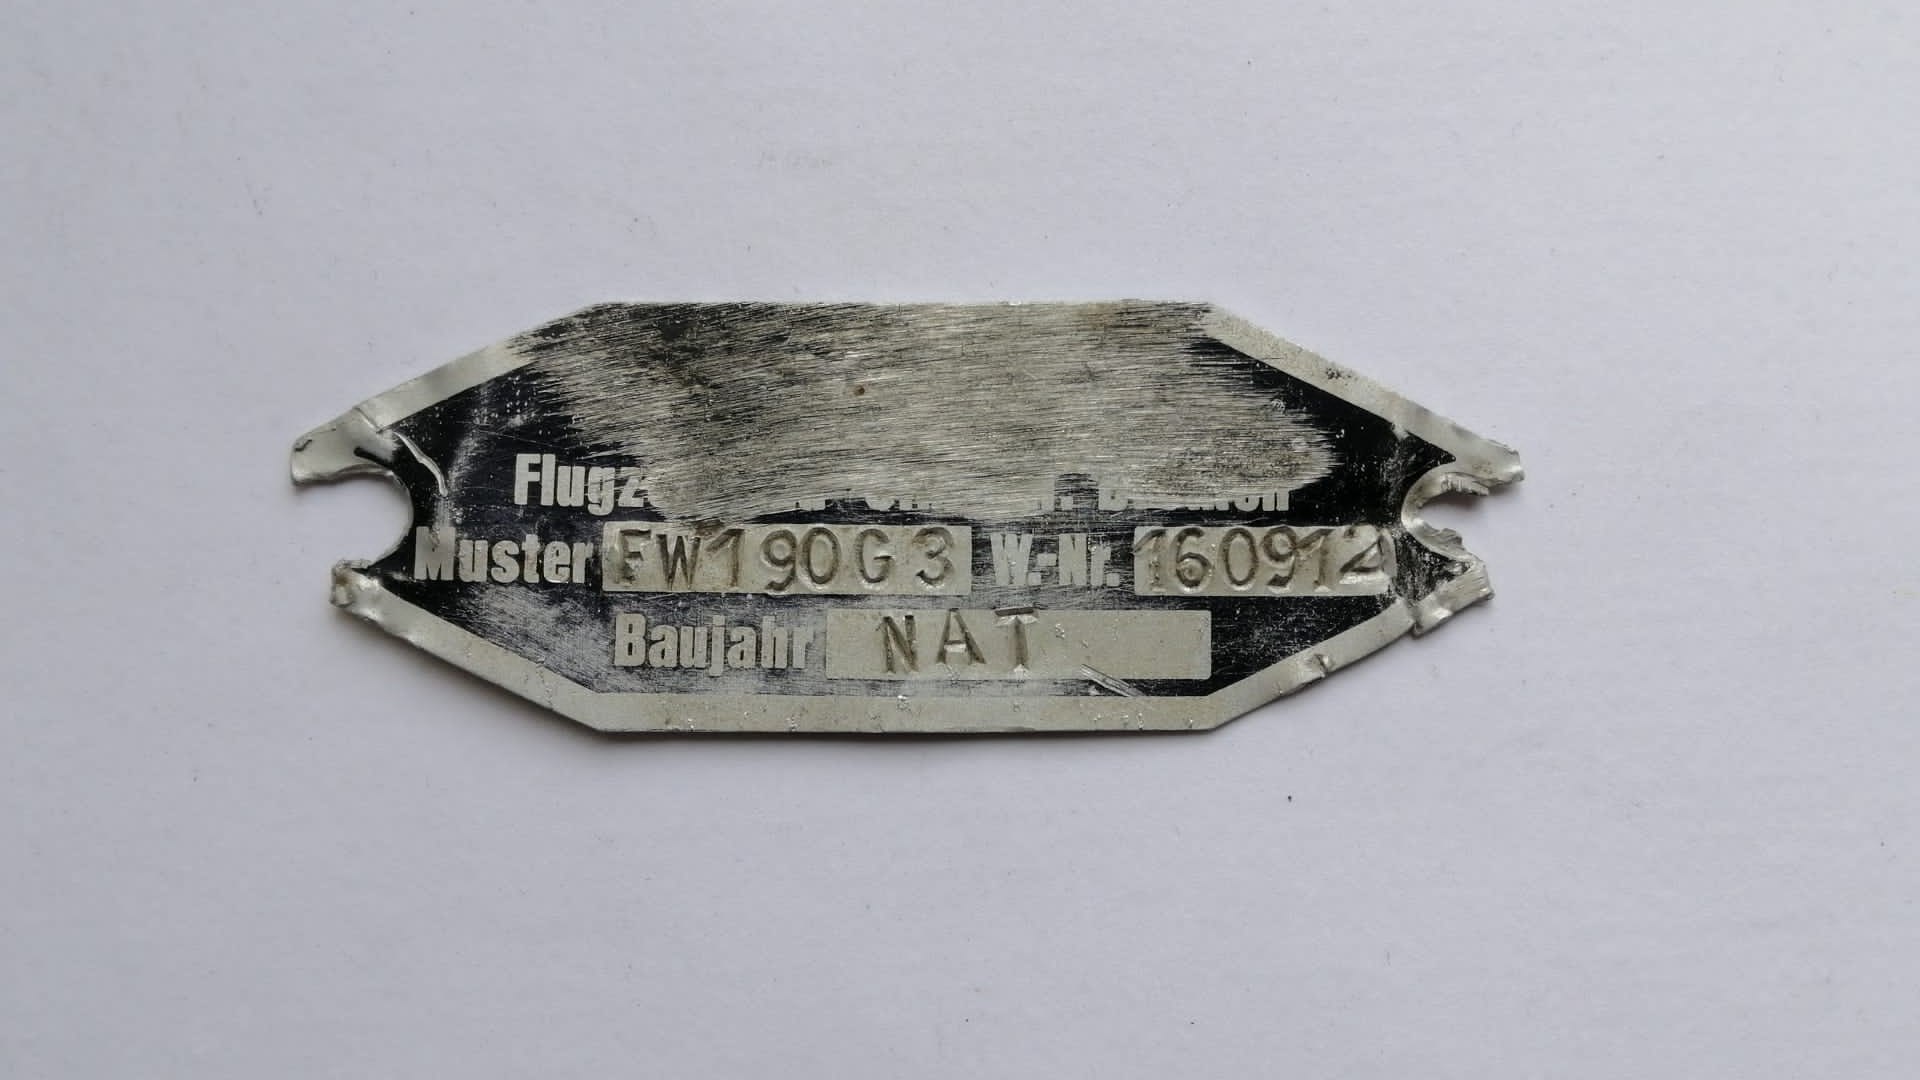 Flugz
Muster FW190G3 W.-Nr. 160912
Baujahr NAT